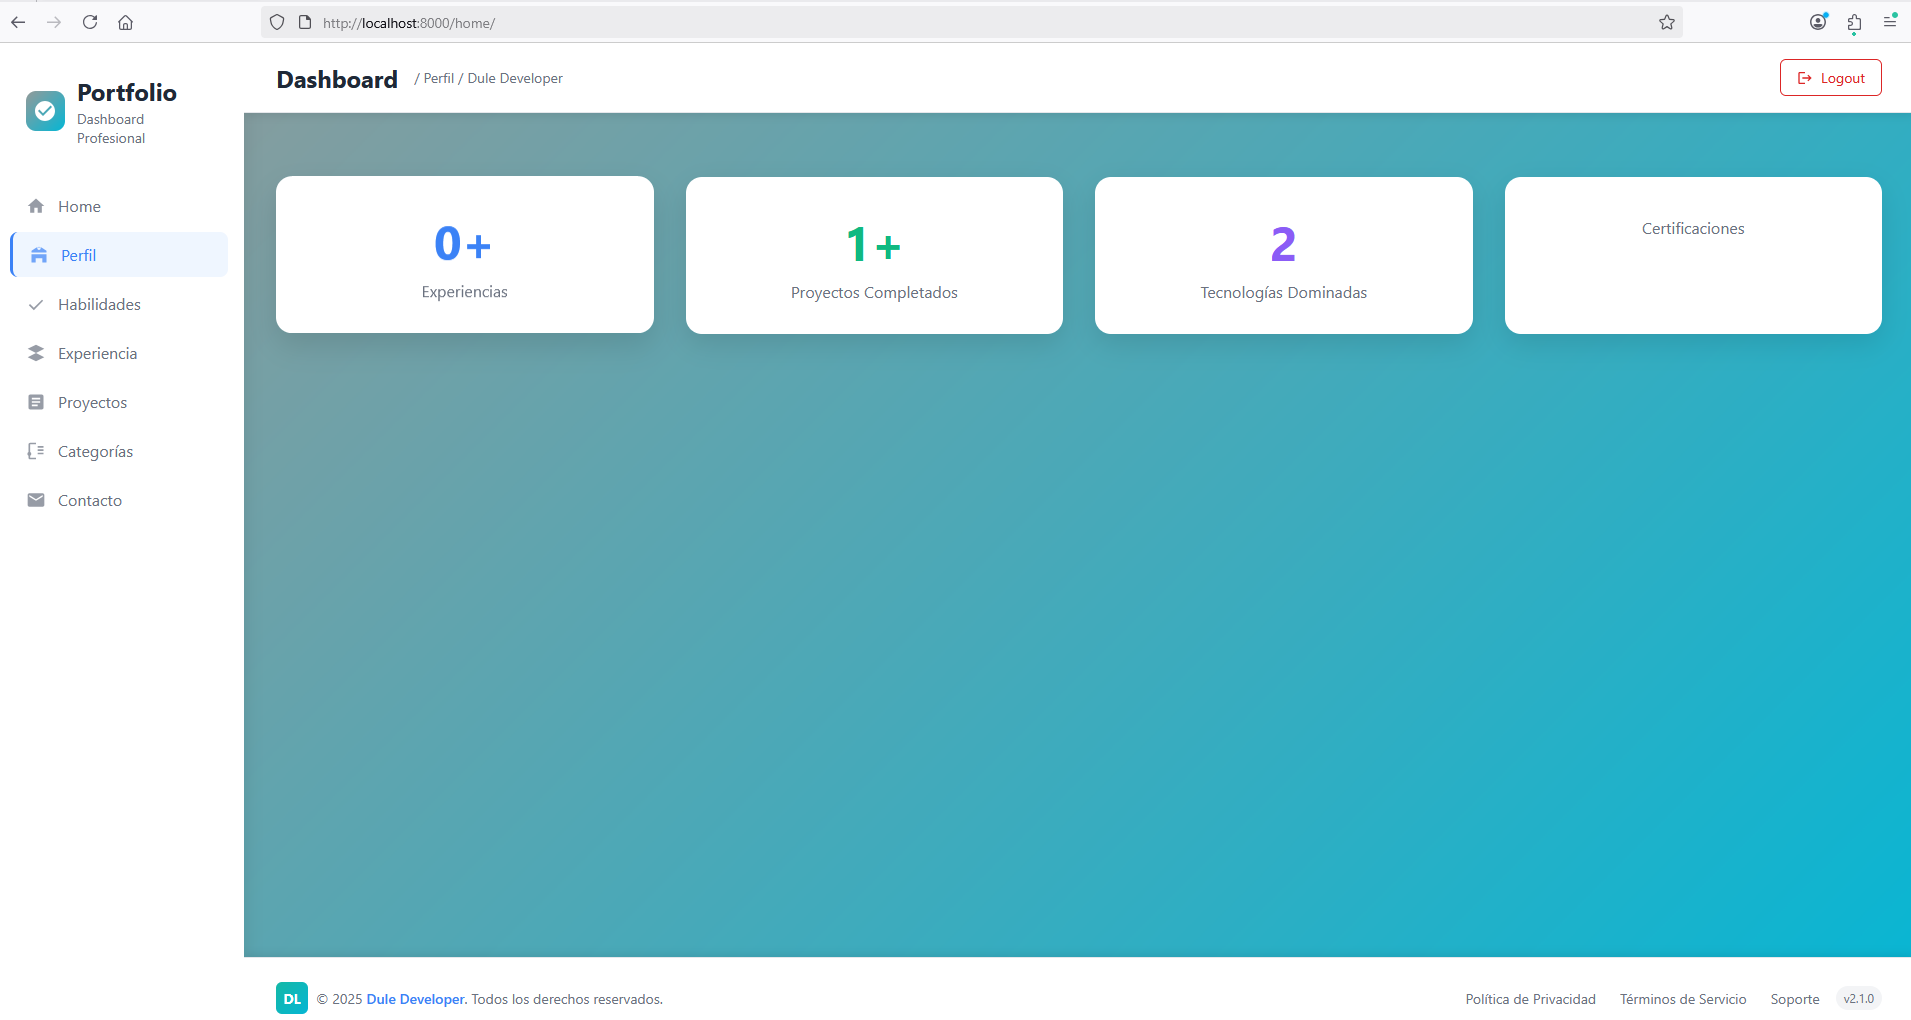 http://localhost:8000/home/
Portfolio
Dashboard
Profesional
Home
Perfil
Habilidades
Experiencia
Proyectos
Categorías
Contacto
Dashboard / Perfil / Dule Developer
Logout
0+
Experiencias
1+
Proyectos Completados
2
Tecnologías Dominadas
Certificaciones
DL © 2025 Dule Developer. Todos los derechos reservados.
Política de Privacidad Términos de Servicio Soporte v2.1.0